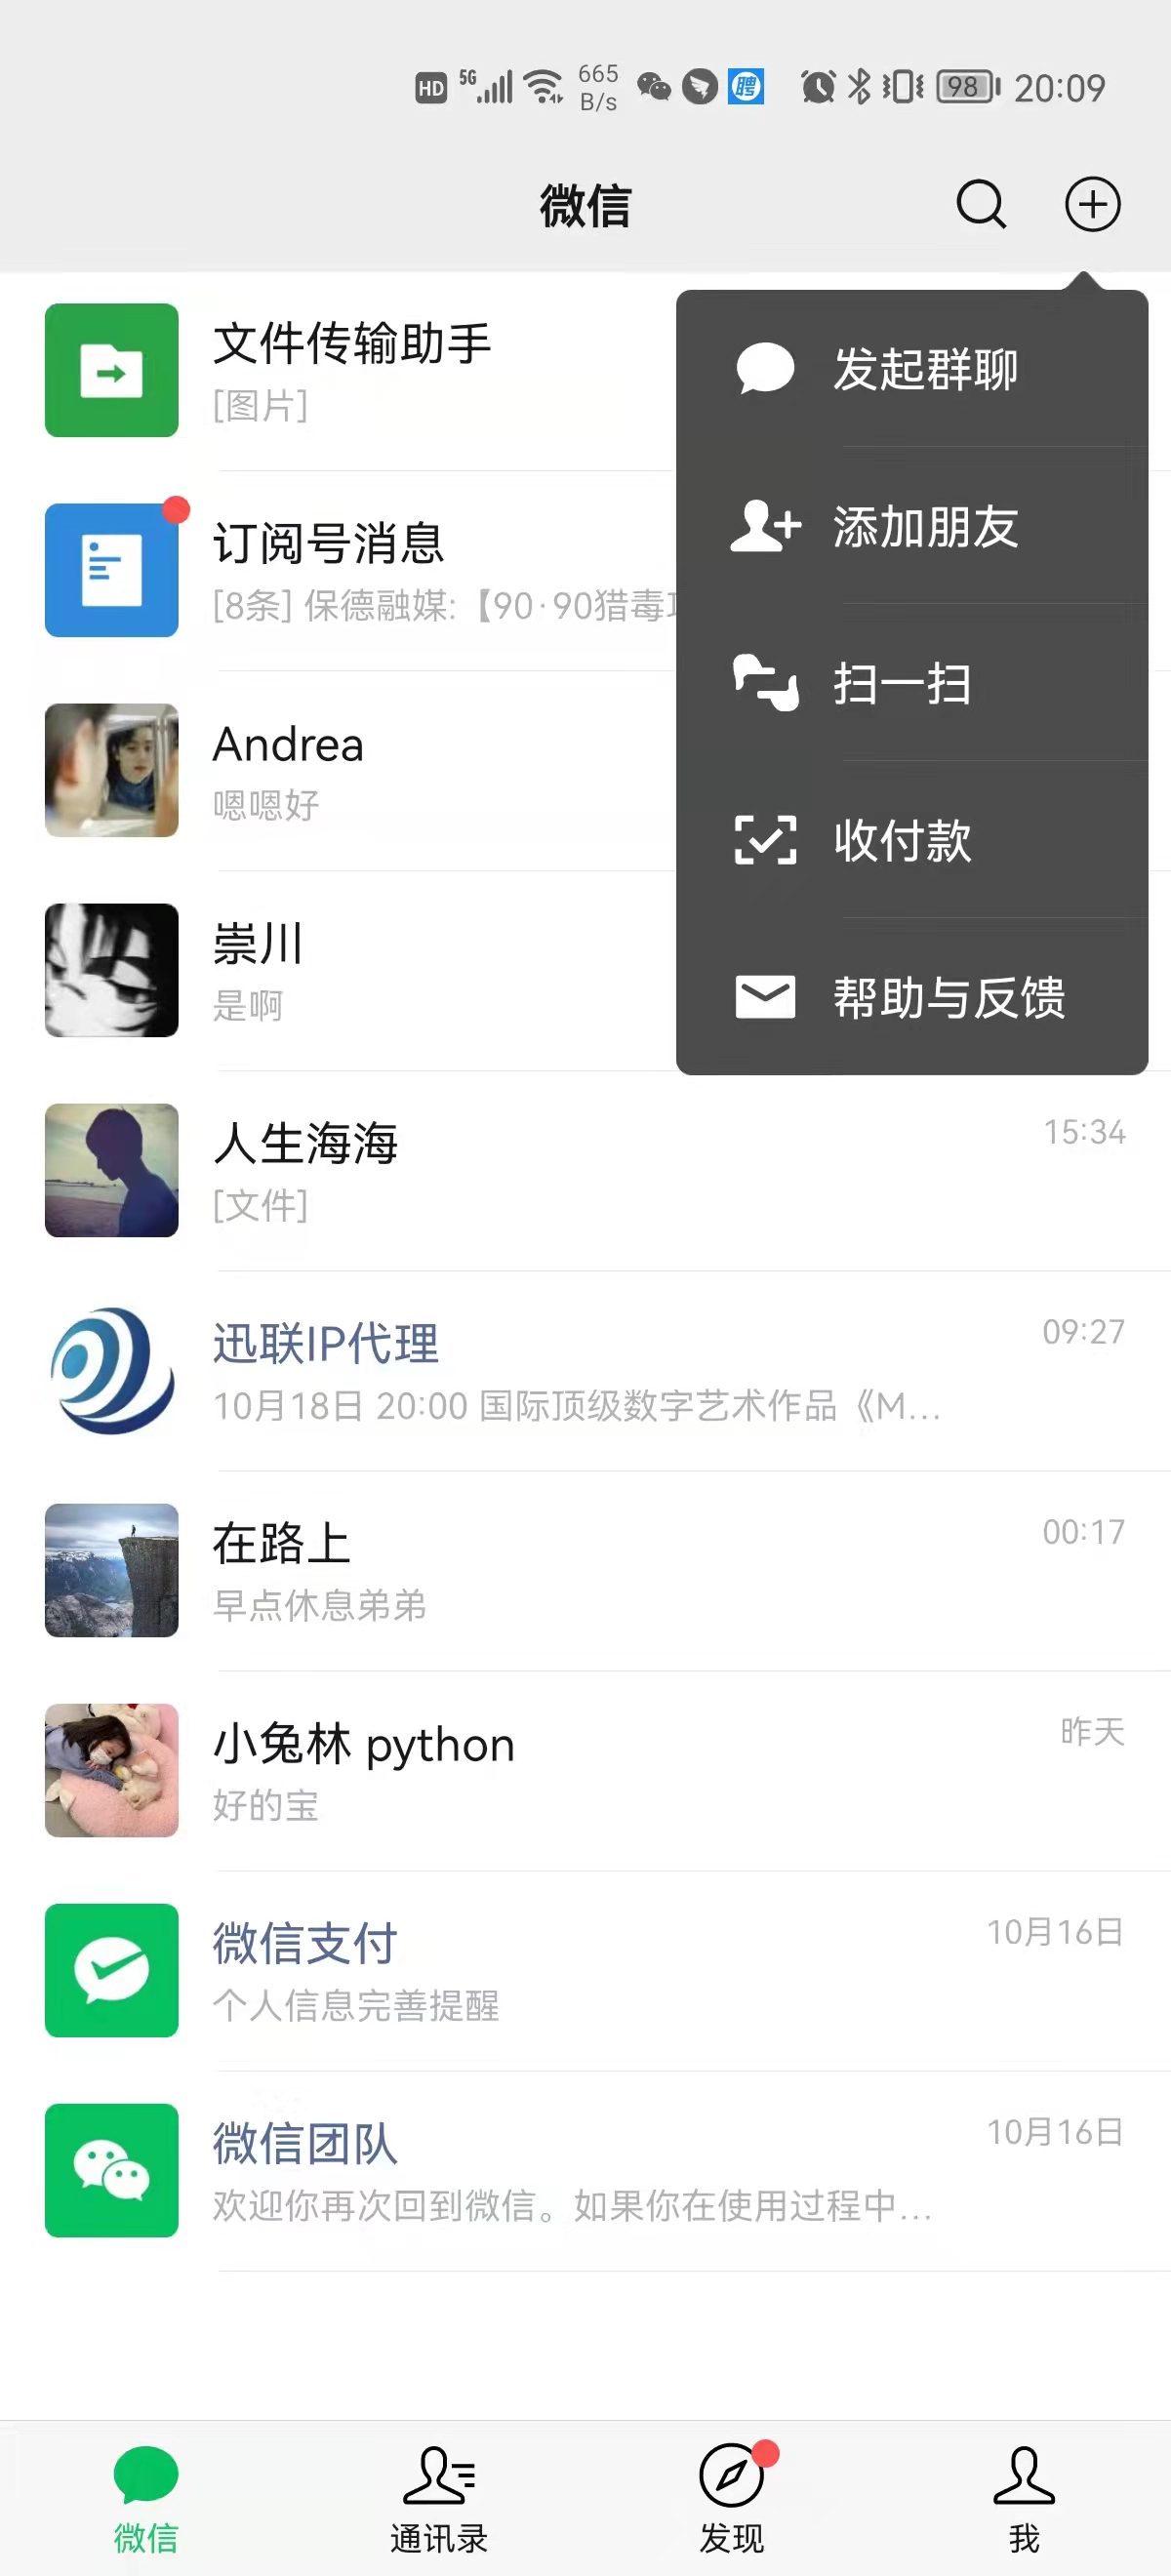 HD 5G 665 B/s 聘 98 20:09
微信
文件传输助手
[图片]
发起群聊
订阅号消息
[8条] 保德融媒:【90·90猎毒
添加朋友
Andrea
嗯嗯好
扫一扫
收付款
崇川
是啊
帮助与反馈
人生海海
15:34
[文件]
迅联IP代理
09:27
10月18日 20:00 国际顶级数字艺术作品《M...
在路上
00:17
早点休息弟弟
小兔林 python
昨天
好的宝
微信支付
10月16日
个人信息完善提醒
微信团队
10月16日
欢迎你再次回到微信。如果你在使用过程中...
微信 通讯录 发现 我